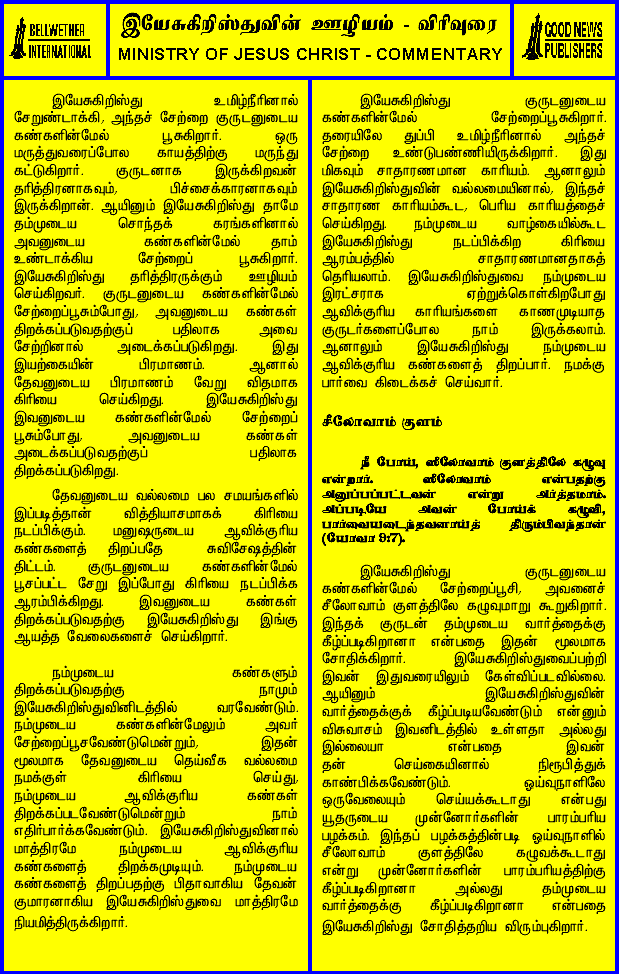 BELLWETHER
INTERNATIONAL
இயேசுகிறிஸ்துவின் ஊழியம் - விரிவுரை
MINISTRY OF JESUS CHRIST - COMMENTARY
GOOD NEWS
PUBLISHERS
இயேசுகிறிஸ்து உமிழ்நீரினால்
சேறுண்டாக்கி, அந்தச் சேற்றை குருடனுடைய
கண்களின்மேல் பூசுகிறார். ஒரு
மருத்துவரைப்போல காயத்திற்கு மருந்து
கட்டுகிறார். குருடனாக இருக்கிறவன்
தரித்திரனாகவும், பிச்சைக்காரனாகவும்
இருக்கிறான். ஆயினும் இயேசுகிறிஸ்து தாமே
தம்முடைய சொந்தக் கரங்களினால்
அவனுடைய கண்களின்மேல் தாம்
உண்டாக்கிய சேற்றைப் பூசுகிறார்.
இயேசுகிறிஸ்து தரித்திரருக்கும் ஊழியம்
செய்கிறவர். குருடனுடைய கண்களின்மேல்
சேற்றைப்பூசும்போது, அவனுடைய கண்கள்
திறக்கப்படுவதற்குப் பதிலாக அவை
சேற்றினால் அடைக்கப்படுகிறது. இது
இயற்கையின் பிரமாணம். ஆனால்
தேவனுடைய பிரமாணம் வேறு விதமாக
கிரியை செய்கிறது. இயேசுகிறிஸ்து
இவனுடைய கண்களின்மேல் சேற்றைப்
பூசும்போது, அவனுடைய கண்கள்
அடைக்கப்படுவதற்குப் பதிலாக
திறக்கப்படுகிறது.
தேவனுடைய வல்லமை பல சமயங்களில்
இப்படித்தான் வித்தியாசமாகக் கிரியை
நடப்பிக்கும். மனுஷருடைய ஆவிக்குரிய
கண்களைத் திறப்பதே சுவிசேஷத்தின்
திட்டம். குருடனுடைய கண்களின்மேல்
பூசப்பட்ட சேறு இப்போது கிரியை நடப்பிக்க
ஆரம்பிக்கிறது. இவனுடைய கண்கள்
திறக்கப்படுவதற்கு இயேசுகிறிஸ்து இங்கு
ஆயத்த வேலைகளைச் செய்கிறார்.
நம்முடைய கண்களும்
திறக்கப்படுவதற்கு நாமும்
இயேசுகிறிஸ்துவினிடத்தில் வரவேண்டும்.
நம்முடைய கண்களின்மேலும் அவர்
சேற்றைப்பூசவேண்டுமென்றும், இதன்
மூலமாக தேவனுடைய தெய்வீக வல்லமை
நமக்குள் கிரியை செய்து,
நம்முடைய ஆவிக்குரிய கண்கள்
திறக்கப்படவேண்டுமென்றும் நாம்
எதிர்பார்க்கவேண்டும். இயேசுகிறிஸ்துவினால்
மாத்திரமே நம்முடைய ஆவிக்குரிய
கண்களைத் திறக்கமுடியும். நம்முடைய
கண்களைத் திறப்பதற்கு பிதாவாகிய தேவன்
குமாரனாகிய இயேசுகிறிஸ்துவை மாத்திரமே
நியமித்திருக்கிறார்.
இயேசுகிறிஸ்து குருடனுடைய
கண்களின்மேல் சேற்றைப்பூசுகிறார்.
தரையிலே துப்பி உமிழ்நீரினால் அந்தச்
சேற்றை உண்டுபண்ணியிருக்கிறார். இது
மிகவும் சாதாரணமான காரியம். ஆனாலும்
இயேசுகிறிஸ்துவின் வல்லமையினால், இந்தச்
சாதாரண காரியம்கூட, பெரிய காரியத்தைச்
செய்கிறது. நம்முடைய வாழ்கையில்கூட
இயேசுகிறிஸ்து நடப்பிக்கிற கிரியை
ஆரம்பத்தில் சாதாரணமானதாகத்
தெரியலாம். இயேசுகிறிஸ்துவை நம்முடைய
இரட்சராக ஏற்றுக்கொள்கிறபோது
ஆவிக்குரிய காரியங்களை காணமுடியாத
குருடர்களைப்போல நாம் இருக்கலாம்.
ஆனாலும் இயேசுகிறிஸ்து நம்முடைய
ஆவிக்குரிய கண்களைத் திறப்பார். நமக்கு
பார்வை கிடைக்கச் செய்வார்.
சீலோவாம் குளம்
நீ போய், சீலோவாம் குளத்திலே கழுவு
என்றார். சீலோவாம் என்பதற்கு
அனுப்பப்பட்டவன் என்று அர்த்தமாம்.
அப்படியே அவன் போய்க் கழுவி,
பார்வையடைந்தவனாய்த் திரும்பிவந்தான்
(யோவா 9:7).
இயேசுகிறிஸ்து குருடனுடைய
கண்களின்மேல் சேற்றைப்பூசி, அவனைச்
சீலோவாம் குளத்திலே கழுவுமாறு கூறுகிறார்.
இந்தக் குருடன் தம்முடைய வார்த்தைக்கு
கீழ்ப்படிகிறானா என்பதை இதன் மூலமாக
சோதிக்கிறார். இயேசுகிறிஸ்துவைப்பற்றி
இவன் இதுவரையிலும் கேள்விப்படவில்லை.
ஆயினும் இயேசுகிறிஸ்துவின்
வார்த்தைக்குக் கீழ்ப்படியவேண்டும் என்னும்
விசுவாசம் இவனிடத்தில் உள்ளதா அல்லது
இல்லையா என்பதை இவன்
தன் செய்கையினால் நிரூபித்துக்
காண்பிக்கவேண்டும். ஓய்வுநாளிலே
ஒருவேலையும் செய்யக்கூடாது என்பது
யூதருடைய முன்னோர்களின் பாரம்பரிய
பழக்கம். இந்தப் பழக்கத்தின்படி ஓய்வுநாளில்
சீலோவாம் குளத்திலே கழுவக்கூடாது
என்று முன்னோர்களின் பாரம்பரியத்திற்கு
கீழ்ப்படிகிறானா அல்லது தம்முடைய
வார்த்தைக்கு கீழ்ப்படிகிறானா என்பதை
இயேசுகிறிஸ்து சோதித்தறிய விரும்புகிறார்.